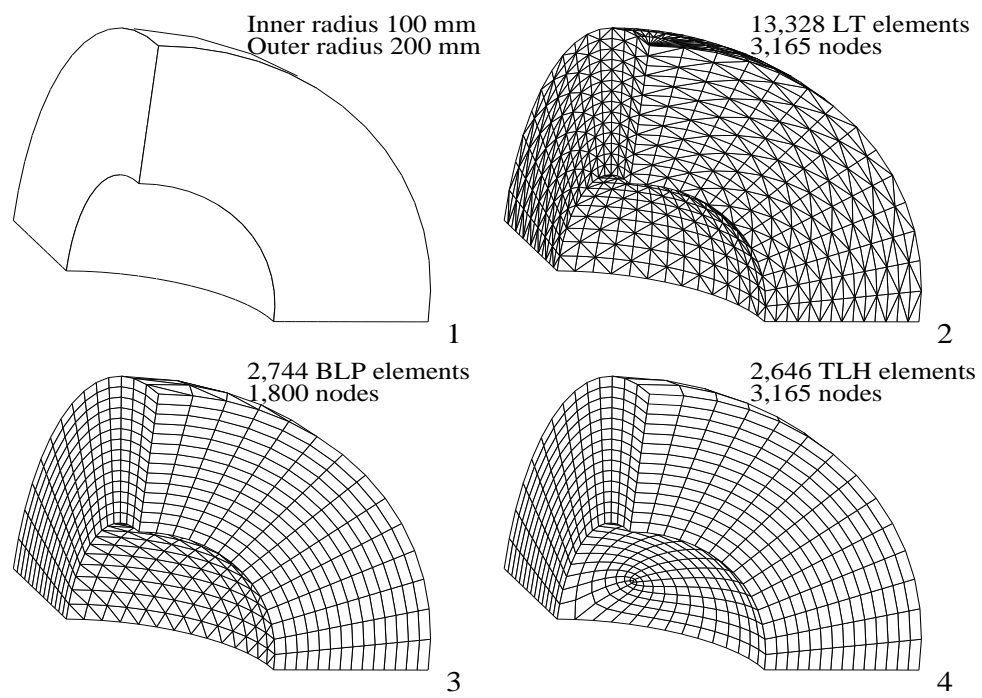 Inner radius 100 mm
Outer radius 200 mm
1
13,328 LT elements
3,165 nodes
2
2,744 BLP elements
1,800 nodes
3
2,646 TLH elements
3,165 nodes
4